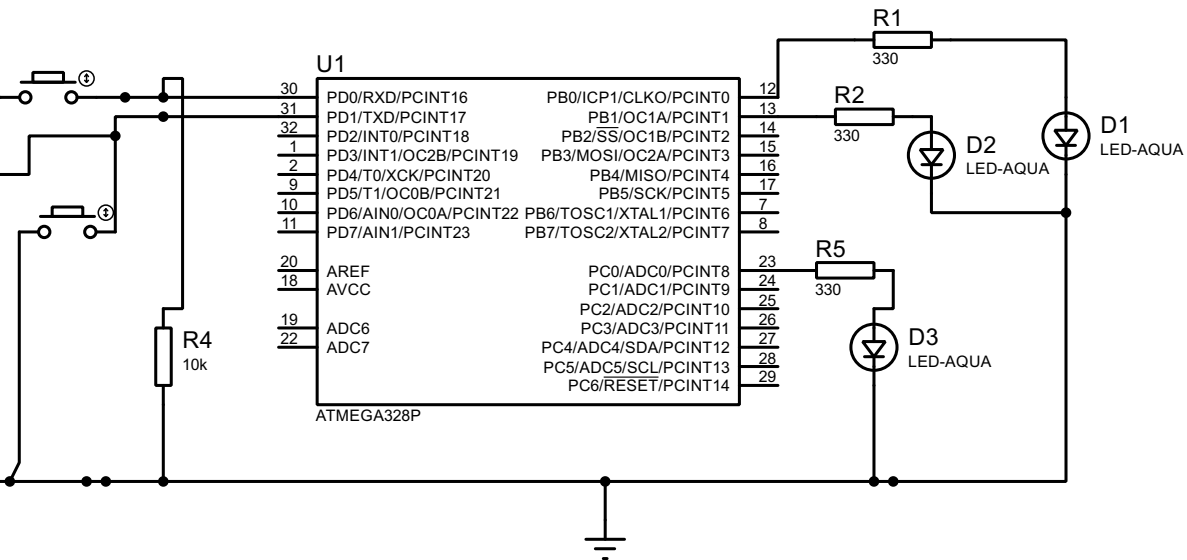 R1
330
U1
30 PD0/RXD/PCINT16 PB0/ICP1/CLKO/PCINT0 12
31 PD1/TXD/PCINT17 PB1/OC1A/PCINT1 13
32 PD2/INT0/PCINT18 PB2/SS/OC1B/PCINT2 14
1 PD3/INT1/OC2B/PCINT19 PB3/MOSI/OC2A/PCINT3 15
2 PD4/T0/XCK/PCINT20 PB4/MISO/PCINT4 16
9 PD5/T1/OC0B/PCINT21 PB5/SCK/PCINT5 17
10 PD6/AIN0/OC0A/PCINT22 PB6/TOSC1/XTAL1/PCINT6 7
11 PD7/AIN1/PCINT23 PB7/TOSC2/XTAL2/PCINT7 8
R2
330
D2
LED-AQUA
D1
LED-AQUA
20 AREF PC0/ADC0/PCINT8 23
18 AVCC PC1/ADC1/PCINT9 24
PC2/ADC2/PCINT10 25
19 ADC6 PC3/ADC3/PCINT11 26
22 ADC7 PC4/ADC4/SDA/PCINT12 27
PC5/ADC5/SCL/PCINT13 28
PC6/RESET/PCINT14 29
ATMEGA328P
R5
330
D3
LED-AQUA
R4
10k